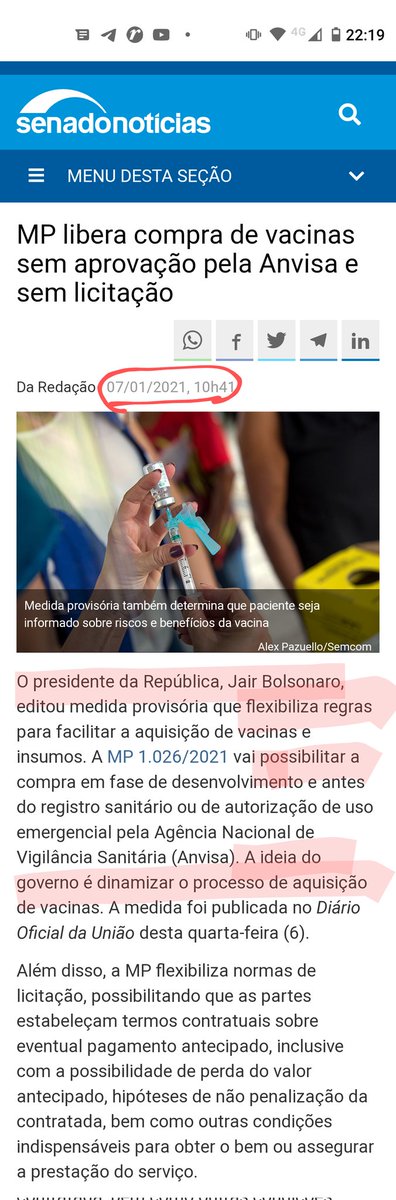 4G 22:19
senadonotícias
MENU DESTA SEÇÃO
MP libera compra de vacinas
sem aprovação pela Anvisa e
sem licitação
Da Redação 07/01/2021, 10h41
Medida provisória também determina que paciente seja
informado sobre riscos e benefícios da vacina
Alex Pazuello/Semcom
O presidente da República, Jair Bolsonaro,
editou medida provisória que flexibiliza regras
para facilitar a aquisição de vacinas e
insumos. A MP 1.026/2021 vai possibilitar a
compra em fase de desenvolvimento e antes
do registro sanitário ou de autorização de uso
emergencial pela Agência Nacional de
Vigilância Sanitária (Anvisa). A ideia do
governo é dinamizar o processo de aquisição
de vacinas. A medida foi publicada no Diário
Oficial da União desta quarta-feira (6).
Além disso, a MP flexibiliza normas de
licitação, possibilitando que as partes
estabeleçam termos contratuais sobre
eventual pagamento antecipado, inclusive
com a possibilidade de perda do valor
antecipado, hipóteses de não penalização da
contratada, bem como outras condições
indispensáveis para obter o bem ou assegurar
a prestação do serviço.